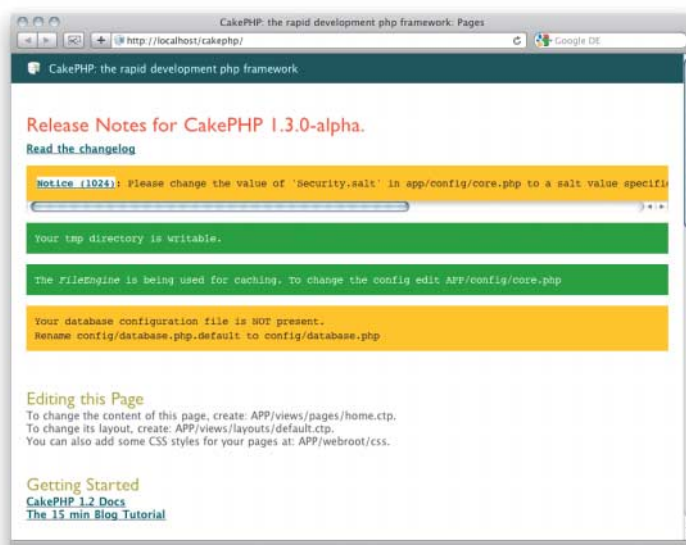 CakePHP: the rapid development php framework: Pages
http://localhost/cakephp/
Google DE
CakePHP: the rapid development php framework
Release Notes for CakePHP 1.3.0-alpha.
Read the changelog
Notice (1024): Please change the value of 'Security.salt' in app/config/core.php to a salt value specifi
Your tmp directory is writable.
The FileEngine is being used for caching. To change the config edit APP/config/core.php
Your database configuration file is NOT present.
Rename config/database.php.default to config/database.php
Editing this Page
To change the content of this page, create: APP/views/pages/home.ctp.
To change its layout, create: APP/views/layouts/default.ctp.
You can also add some CSS styles for your pages at: APP/webroot/css.
Getting Started
CakePHP 1.2 Docs
The 15 min Blog Tutorial